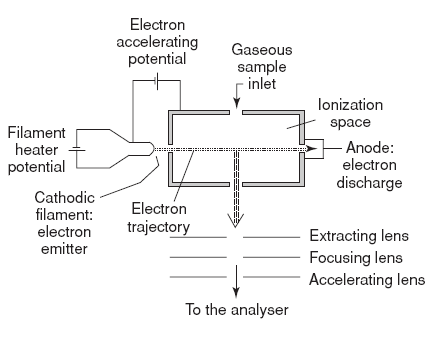 Electron
accelerating
potential
Gaseous
sample
inlet
Ionization
space
Filament
heater
potential
Anode:
electron
discharge
Cathodic
filament:
electron
emitter
Electron
trajectory
Extracting lens
Focusing lens
Accelerating lens
To the analyser